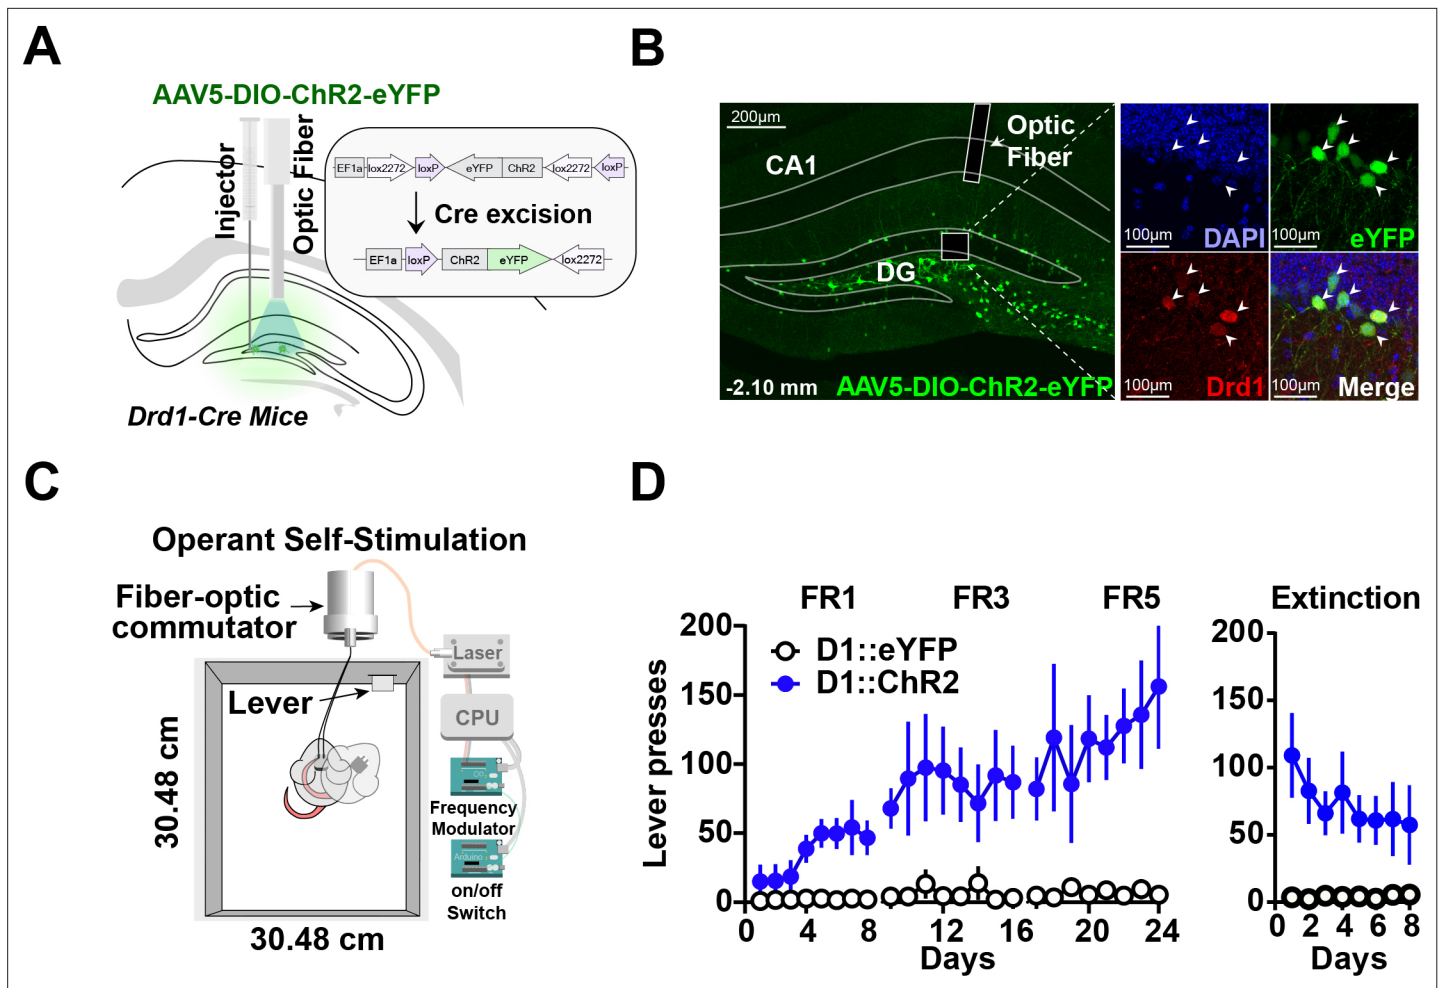 A
AAV5-DIO-ChR2-eYFP
Injector
Optic Fiber
EF1a lox2272 loxP eYFP ChR2 lox2272 loxP
Cre excision
EF1a loxP ChR2 eYFP lox2272
Drd1-Cre Mice
B
200µm
CA1
Optic
Fiber
DG
-2.10 mm
AAV5-DIO-ChR2-eYFP
100µm
DAPI
100µm
eYFP
100µm
Drd1
100µm
Merge
C
Operant Self-Stimulation
Fiber-optic
commutator
Laser
Lever
CPU
Frequency
Modulator
Arduino
on/off
Switch
30.48 cm
30.48 cm
D
FR1 FR3 FR5
D1::eYFP
D1::ChR2
Lever presses
200
150
100
50
0
0 4 8 12 16 20 24
Days
Extinction
200
150
100
50
0
0 2 4 6 8
Days